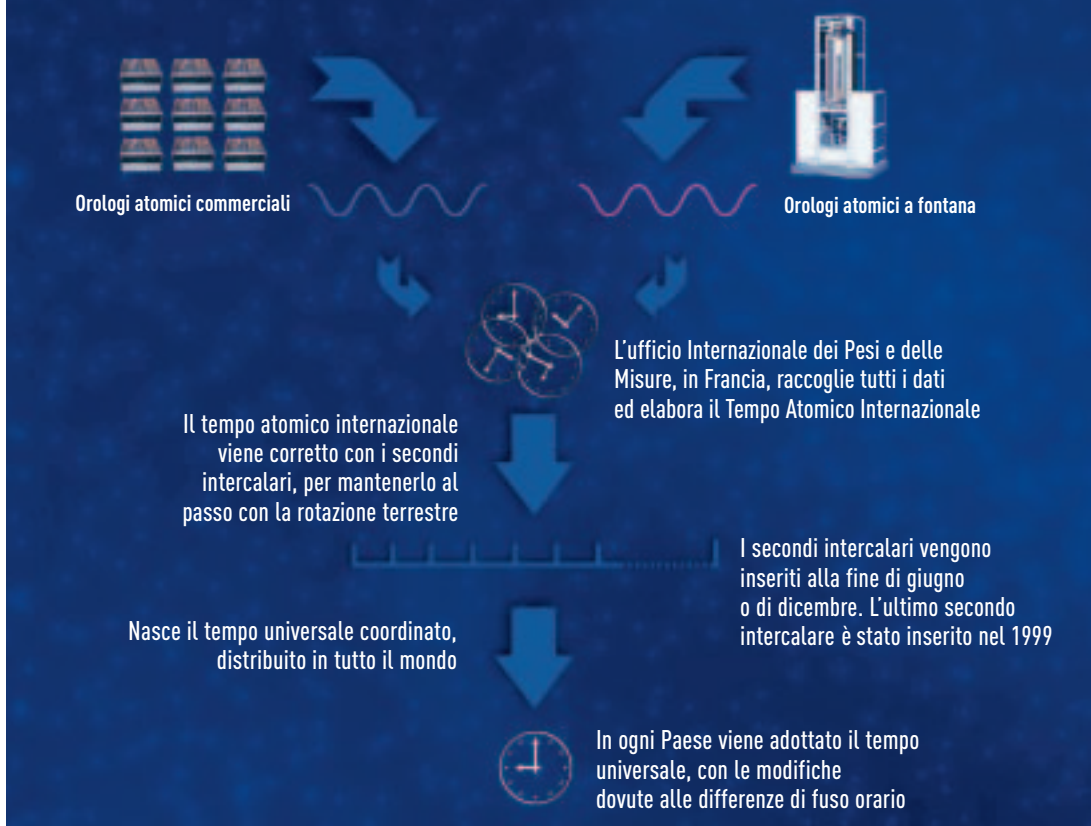 Orologi atomici commerciali
Orologi atomici a fontana
L'ufficio Internazionale dei Pesi e delle
Misure, in Francia, raccoglie tutti i dati
ed elabora il Tempo Atomico Internazionale
Il tempo atomico internazionale
viene corretto con i secondi
intercalari, per mantenerlo al
passo con la rotazione terrestre
I secondi intercalari vengono
inseriti alla fine di giugno
o di dicembre. L'ultimo secondo
intercalare è stato inserito nel 1999
Nasce il tempo universale coordinato,
distribuito in tutto il mondo
In ogni Paese viene adottato il tempo
universale, con le modifiche
dovute alle differenze di fuso orario